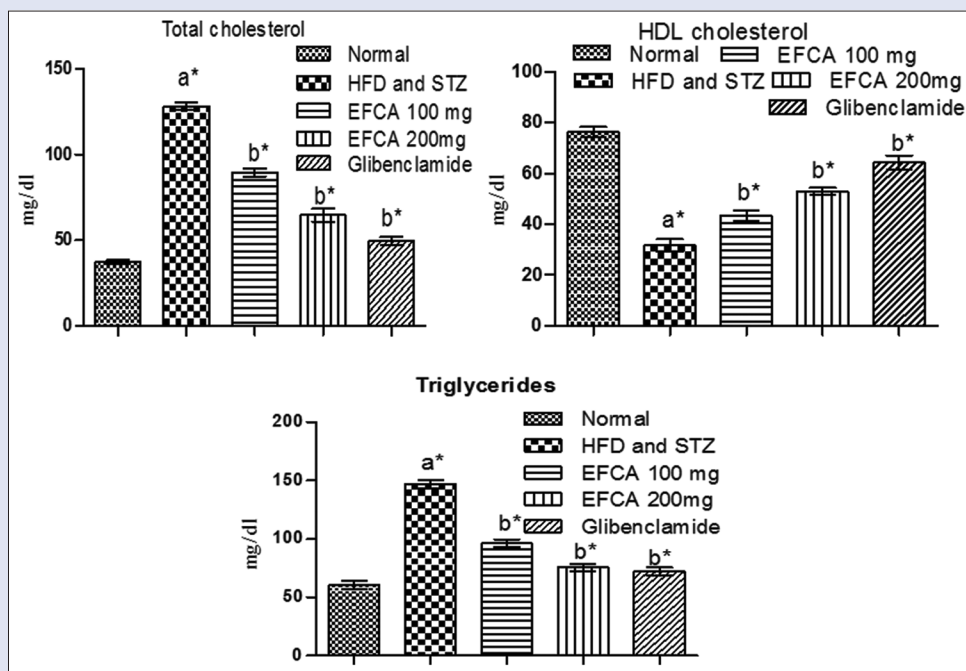 Total cholesterol
Normal
HFD and STZ
EFCA 100 mg
EFCA 200mg
Glibenclamide
150
100
50
0
mg/dl
a*
b*
b*
b*
HDL cholesterol
Normal
EFCA 100 mg
HFD and STZ
EFCA 200mg
Glibenclamide
100
80
60
40
20
0
mg/dl
a*
b*
b*
b*
Triglycerides
Normal
HFD and STZ
EFCA 100 mg
EFCA 200mg
Glibenclamide
200
150
100
50
0
mg/dl
a*
b*
b*
b*